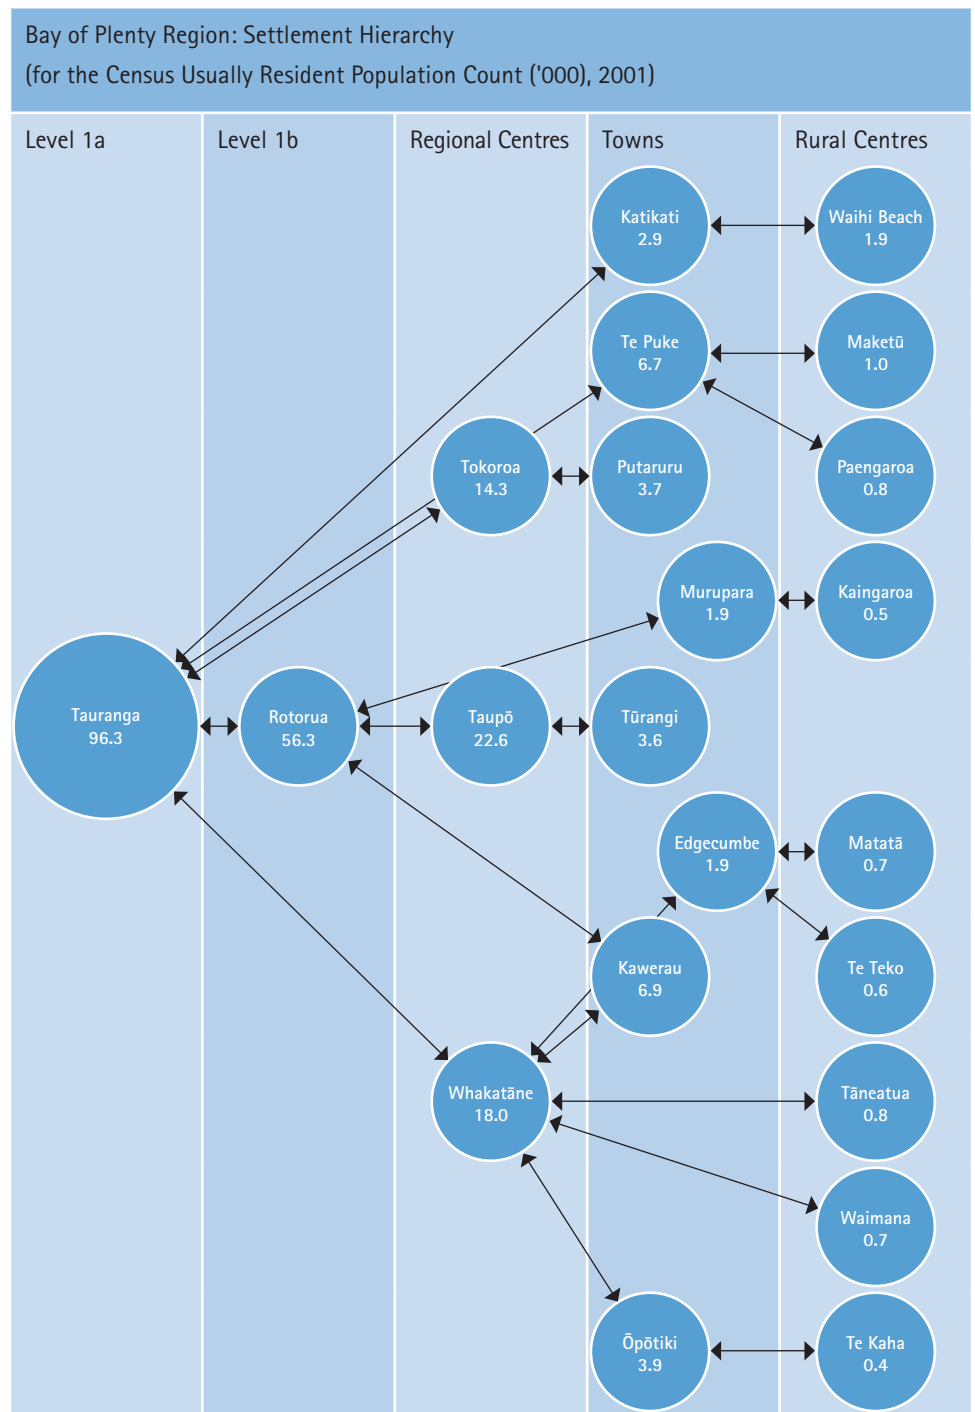 Bay of Plenty Region: Settlement Hierarchy
(for the Census Usually Resident Population Count ('000), 2001)
Level 1a
Level 1b
Regional Centres
Towns
Rural Centres
Katikati
2.9
Waihi Beach
1.9
Te Puke
6.7
Maketū
1.0
Tokoroa
14.3
Putaruru
3.7
Paengaroa
0.8
Murupara
1.9
Kaingaroa
0.5
Tauranga
96.3
Rotorua
56.3
Taupō
22.6
Tūrangi
3.6
Edgecumbe
1.9
Matatā
0.7
Kawerau
6.9
Te Teko
0.6
Whakatāne
18.0
Tāneatua
0.8
Waimana
0.7
Ōpōtiki
3.9
Te Kaha
0.4